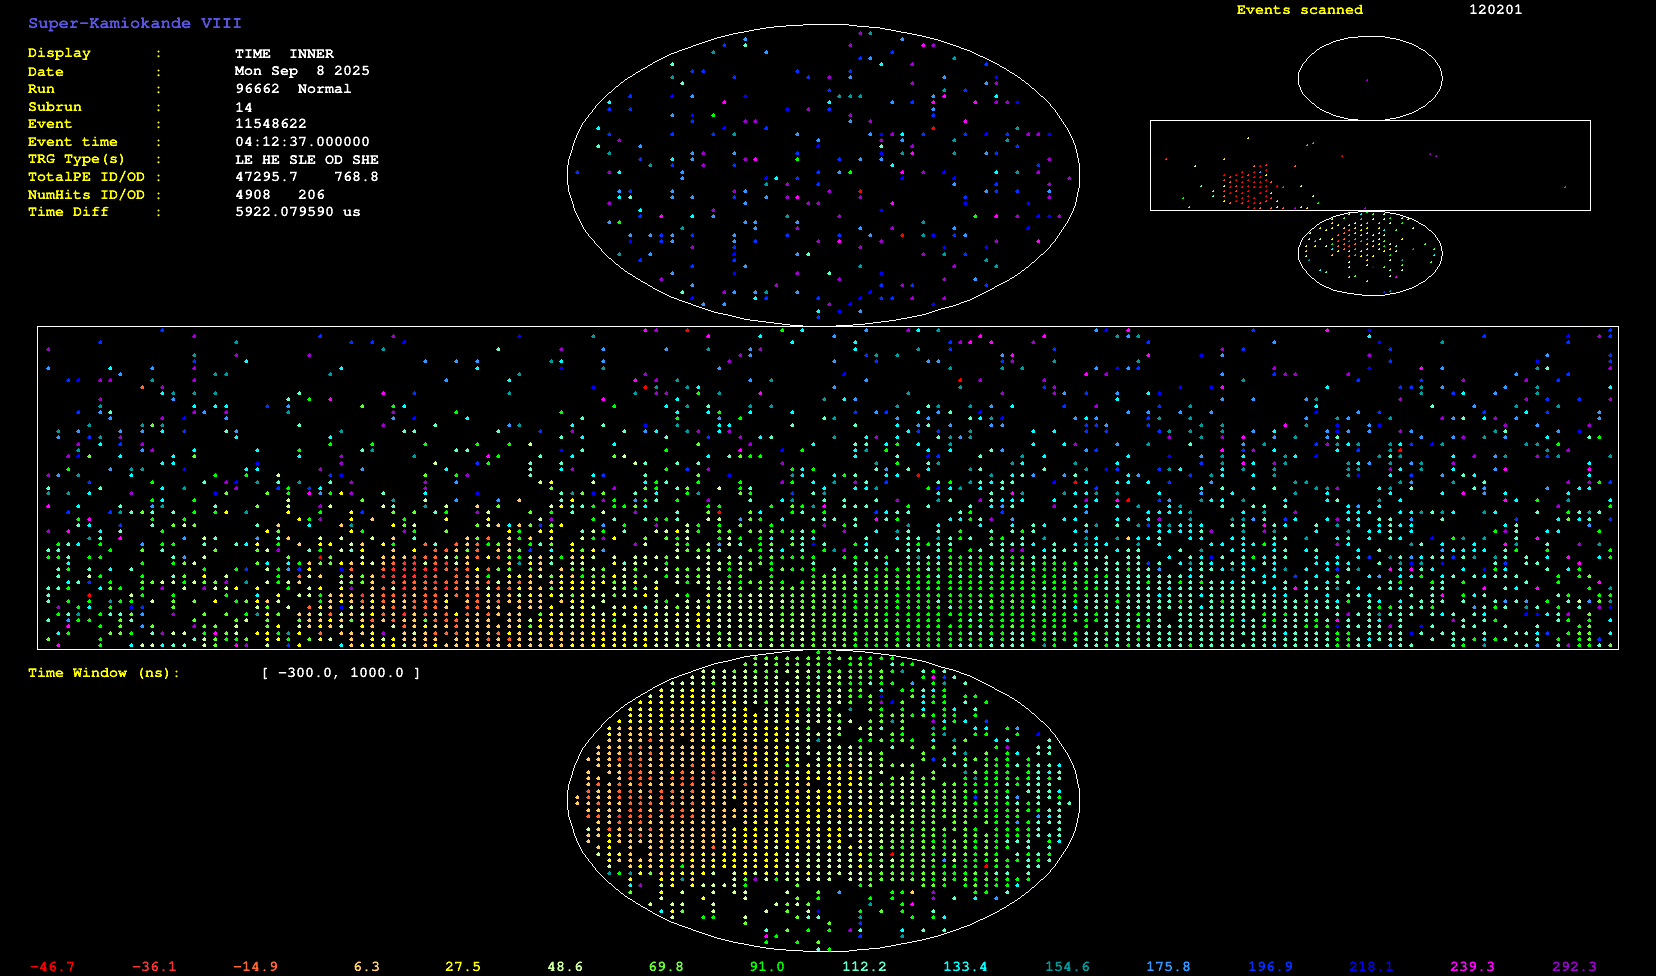 Super-Kamiokande VIII
Events scanned 120201
Display : TIME INNER
Date : Mon Sep 8 2025
Run : 96662 Normal
Subrun : 14
Event : 11548622
Event time : 04:12:37.000000
TRG Type(s) : LE HE SLE OD SHE
TotalPE ID/OD : 47295.7 768.8
NumHits ID/OD : 4908 206
Time Diff : 5922.079590 us
Time Window (ns): [ -300.0, 1000.0 ]
-46.7 -36.1 -14.9 6.3 27.5 48.6 69.8 91.0 112.2 133.4 154.6 175.8 196.9 218.1 239.3 292.3